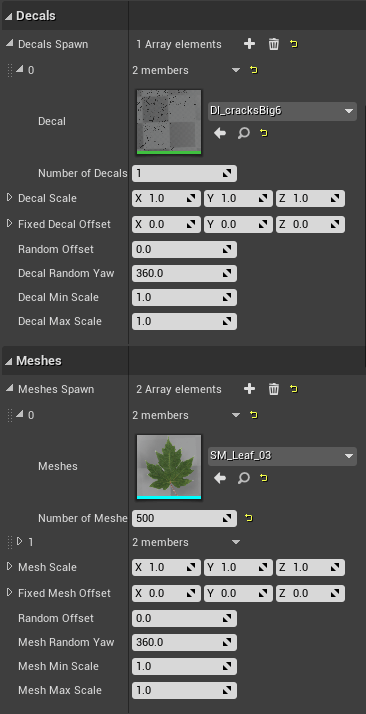 Decals
Decals Spawn 1 Array elements
0 2 members
Decal DI_cracksBig6
Number of Decals 1
Decal Scale X 1.0 Y 1.0 Z 1.0
Fixed Decal Offset X 0.0 Y 0.0 Z 0.0
Random Offset 0.0
Decal Random Yaw 360.0
Decal Min Scale 1.0
Decal Max Scale 1.0
Meshes
Meshes Spawn 2 Array elements
0 2 members
Meshes SM_Leaf_03
Number of Meshe 500
1 2 members
Mesh Scale X 1.0 Y 1.0 Z 1.0
Fixed Mesh Offset X 0.0 Y 0.0 Z 0.0
Random Offset 0.0
Mesh Random Yaw 360.0
Mesh Min Scale 1.0
Mesh Max Scale 1.0